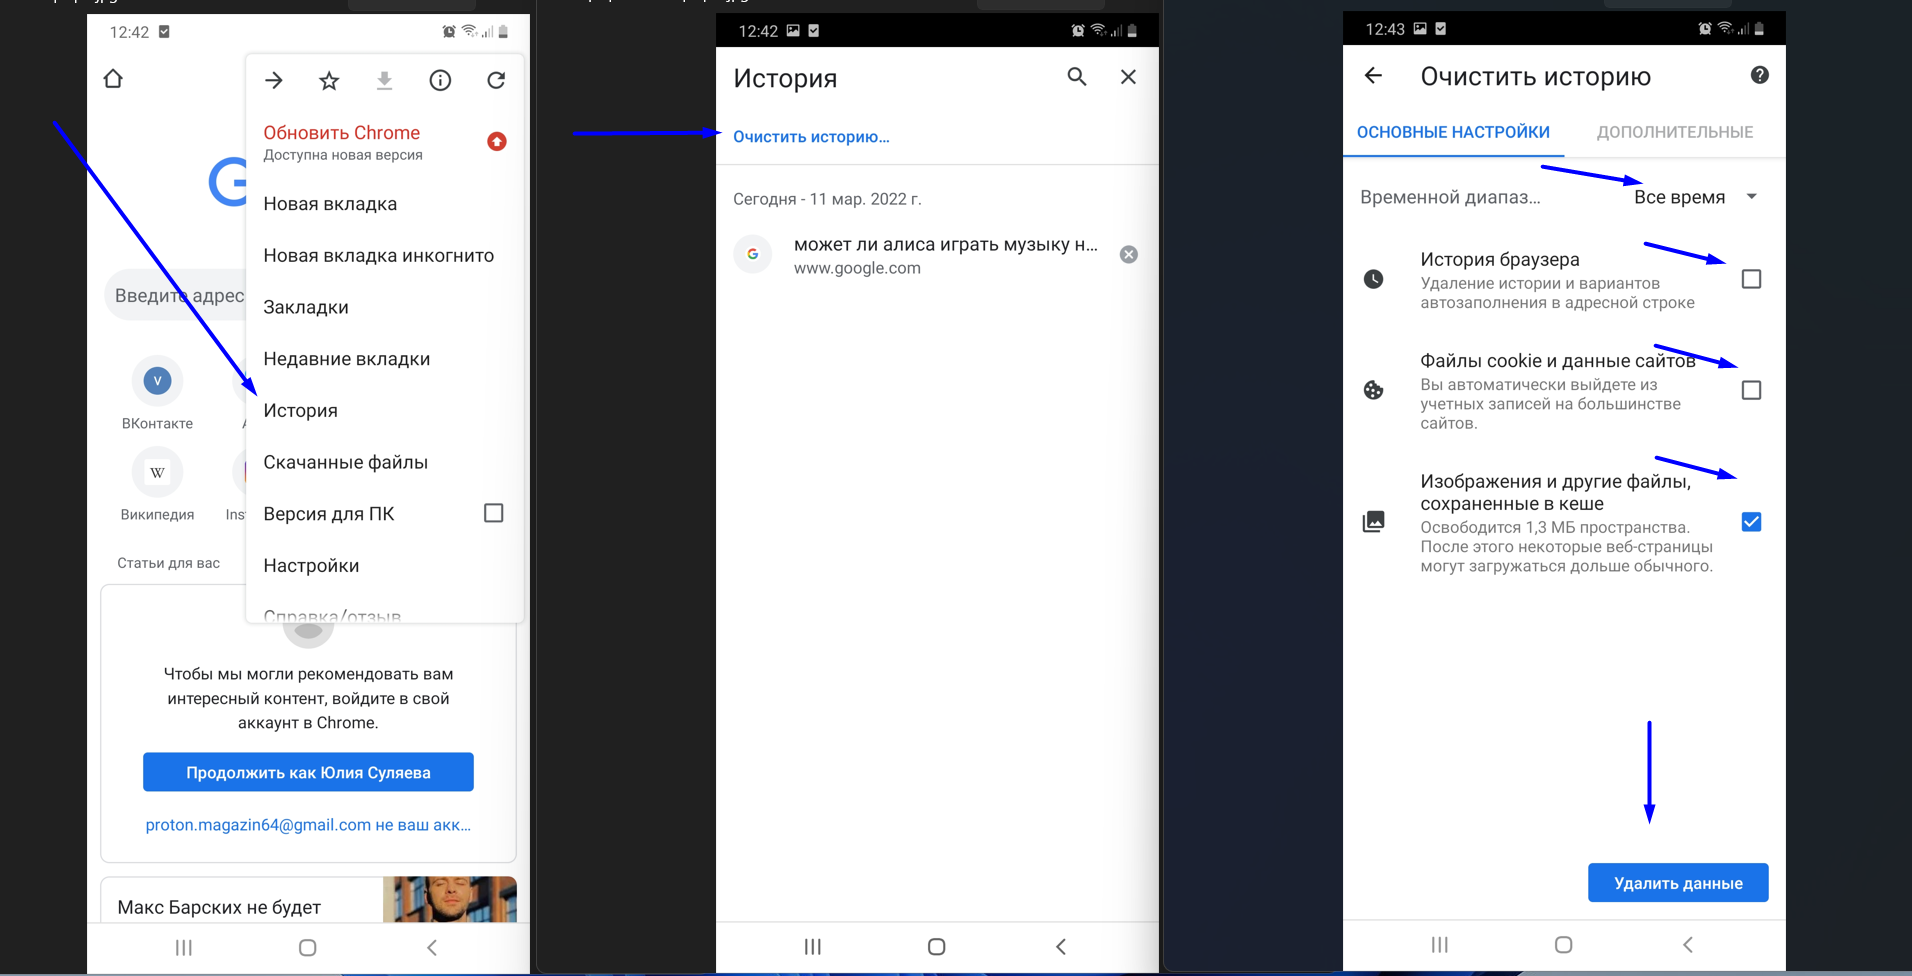 12:42
Обновить Chrome
Доступна новая версия
Новая вкладка
Новая вкладка инкогнито
Закладки
Недавние вкладки
История
Скачанные файлы
Версия для ПК
Настройки
Справка/отзыв
Введите адрес
V
ВКонтакте
W
Википедия
Ins
Статьи для вас
Чтобы мы могли рекомендовать вам
интересный контент, войдите в свой
аккаунт в Chrome.
Продолжить как Юлия Суляева
proton.magazin64@gmail.com не ваш акк...
Макс Барских не будет
12:42
История
Очистить историю...
Сегодня - 11 мар. 2022 г.
может ли алиса играть музыку н...
www.google.com
12:43
Очистить историю
ОСНОВНЫЕ НАСТРОЙКИ
ДОПОЛНИТЕЛЬНЫЕ
Временной диапаз...
Все время
История браузера
Удаление истории и вариантов
автозаполнения в адресной строке
Файлы cookie и данные сайтов
Вы автоматически выйдете из
учетных записей на большинстве
сайтов.
Изображения и другие файлы,
сохраненные в кеше
Освободится 1,3 МБ пространства.
После этого некоторые веб-страницы
могут загружаться дольше обычного.
Удалить данные